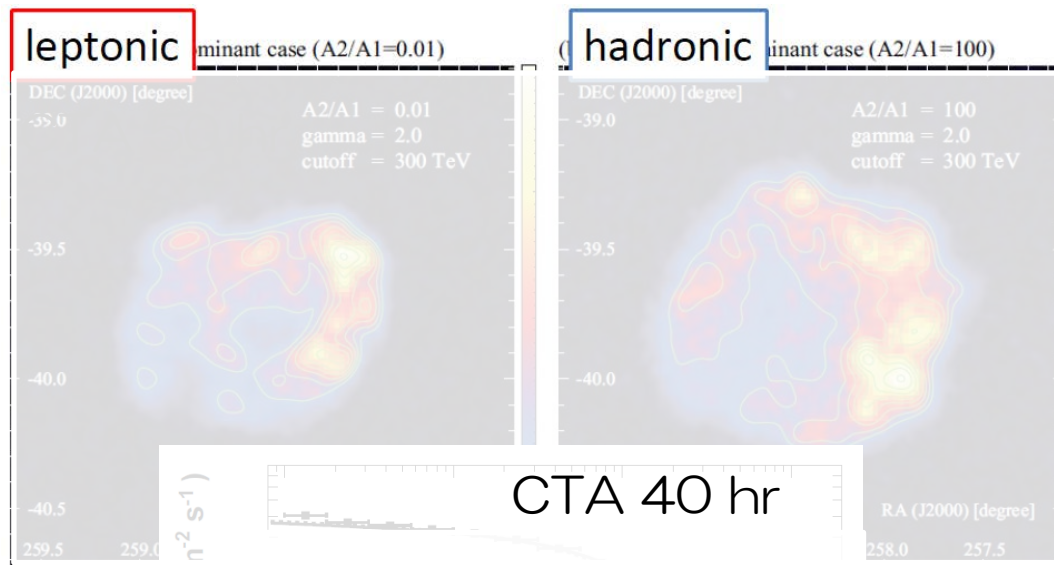 leptonic minant case (A2/A1=0.01)
hadronic inant case (A2/A1=100)
DEC (J2000) [degree]
A2/A1 = 0.01
gamma = 2.0
cutoff = 300 TeV
-39.5
-40.0
-40.5
259.5
DEC (J2000) [degree]
A2/A1 = 100
gamma = 2.0
cutoff = 300 TeV
-39.0
-39.5
-40.0
RA (J2000) [degree]
258.0 257.5
CTA 40 hr